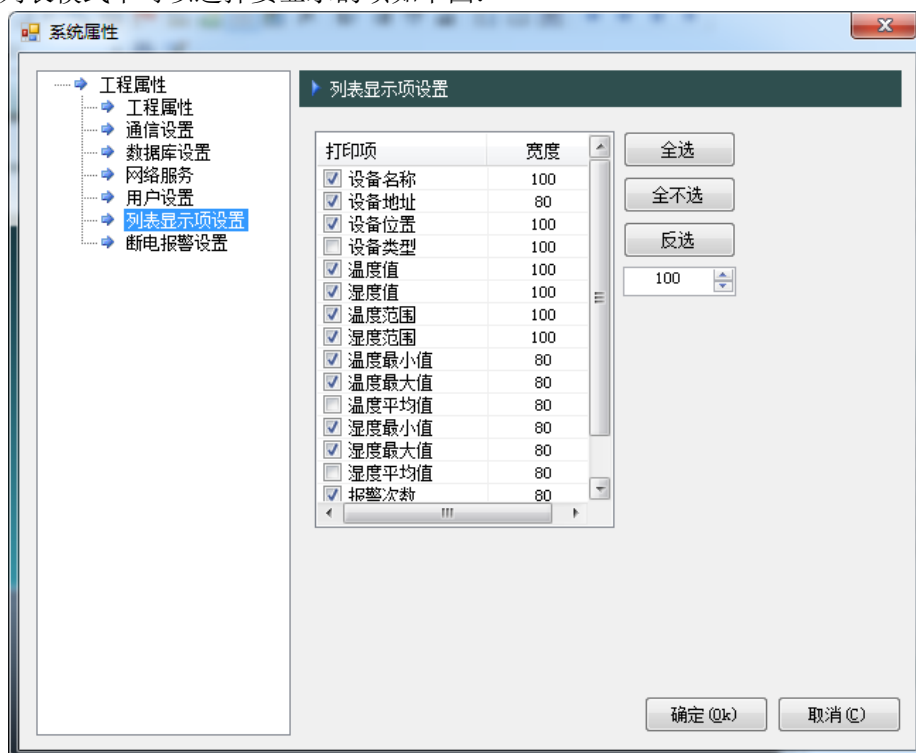 系统属性
工程属性
工程属性
通信设置
数据库设置
网络服务
用户设置
列表显示项设置
断电报警设置
列表显示项设置
打印项 宽度
设备名称 100
设备地址 80
设备位置 100
设备类型 100
温度值 100
湿度值 100
温度范围 100
湿度范围 100
温度最小值 80
温度最大值 80
温度平均值 80
湿度最小值 80
湿度最大值 80
湿度平均值 80
报警次数 80
全选
全不选
反选
100
确定(Ok) 取消(C)